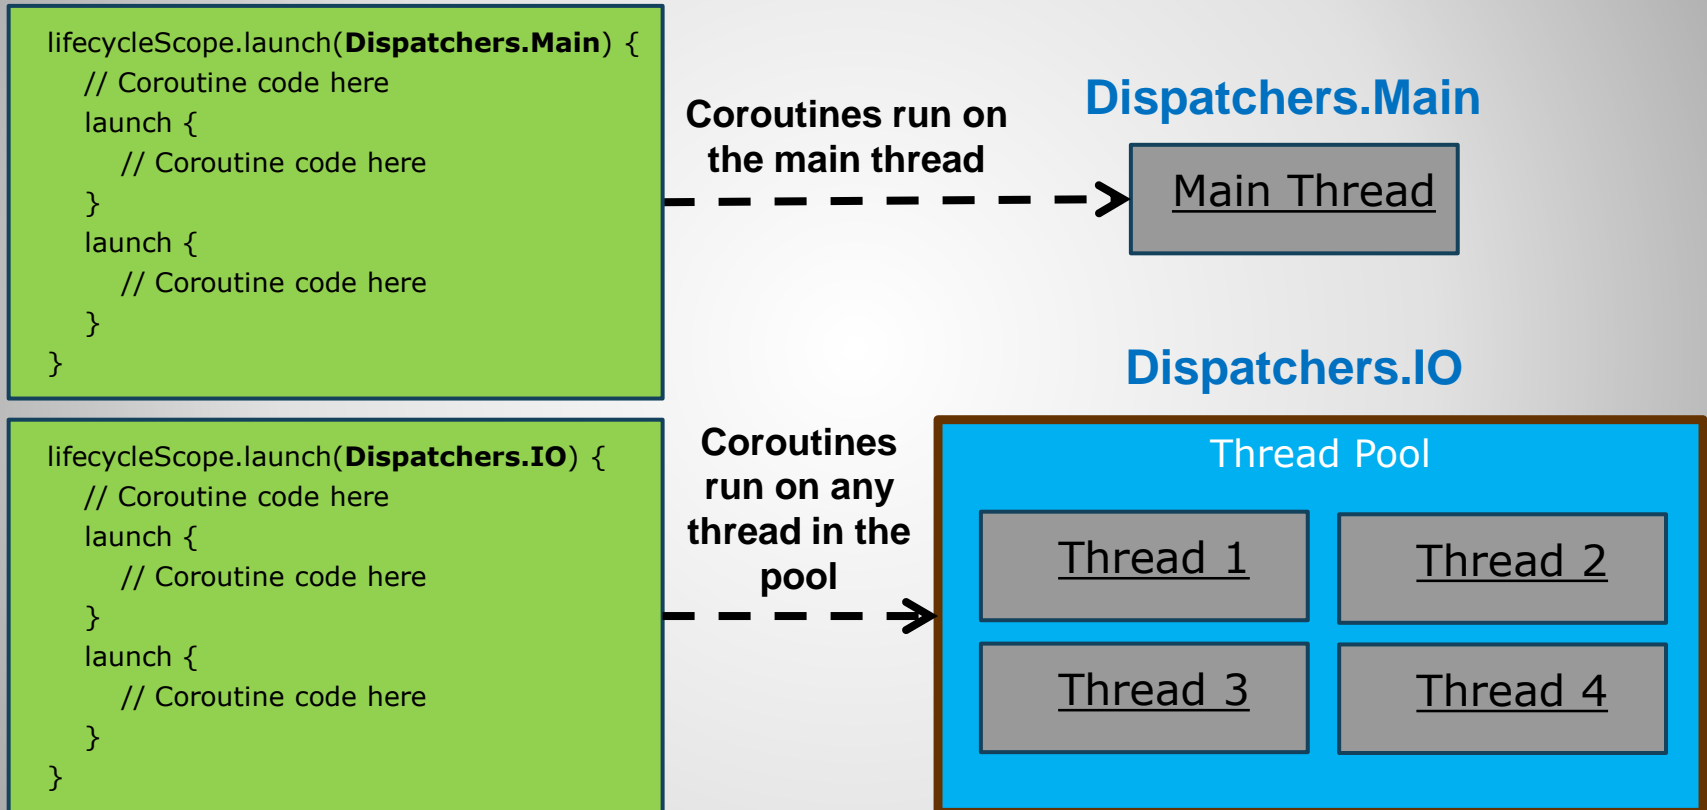 lifecycleScope.launch(Dispatchers.Main) {
// Coroutine code here
launch {
// Coroutine code here
}
launch {
// Coroutine code here
}
}
Coroutines run on
the main thread
Dispatchers.Main
Main Thread
lifecycleScope.launch(Dispatchers.IO) {
// Coroutine code here
launch {
// Coroutine code here
}
launch {
// Coroutine code here
}
}
Coroutines
run on any
thread in the
pool
Dispatchers.IO
Thread Pool
Thread 1
Thread 2
Thread 3
Thread 4